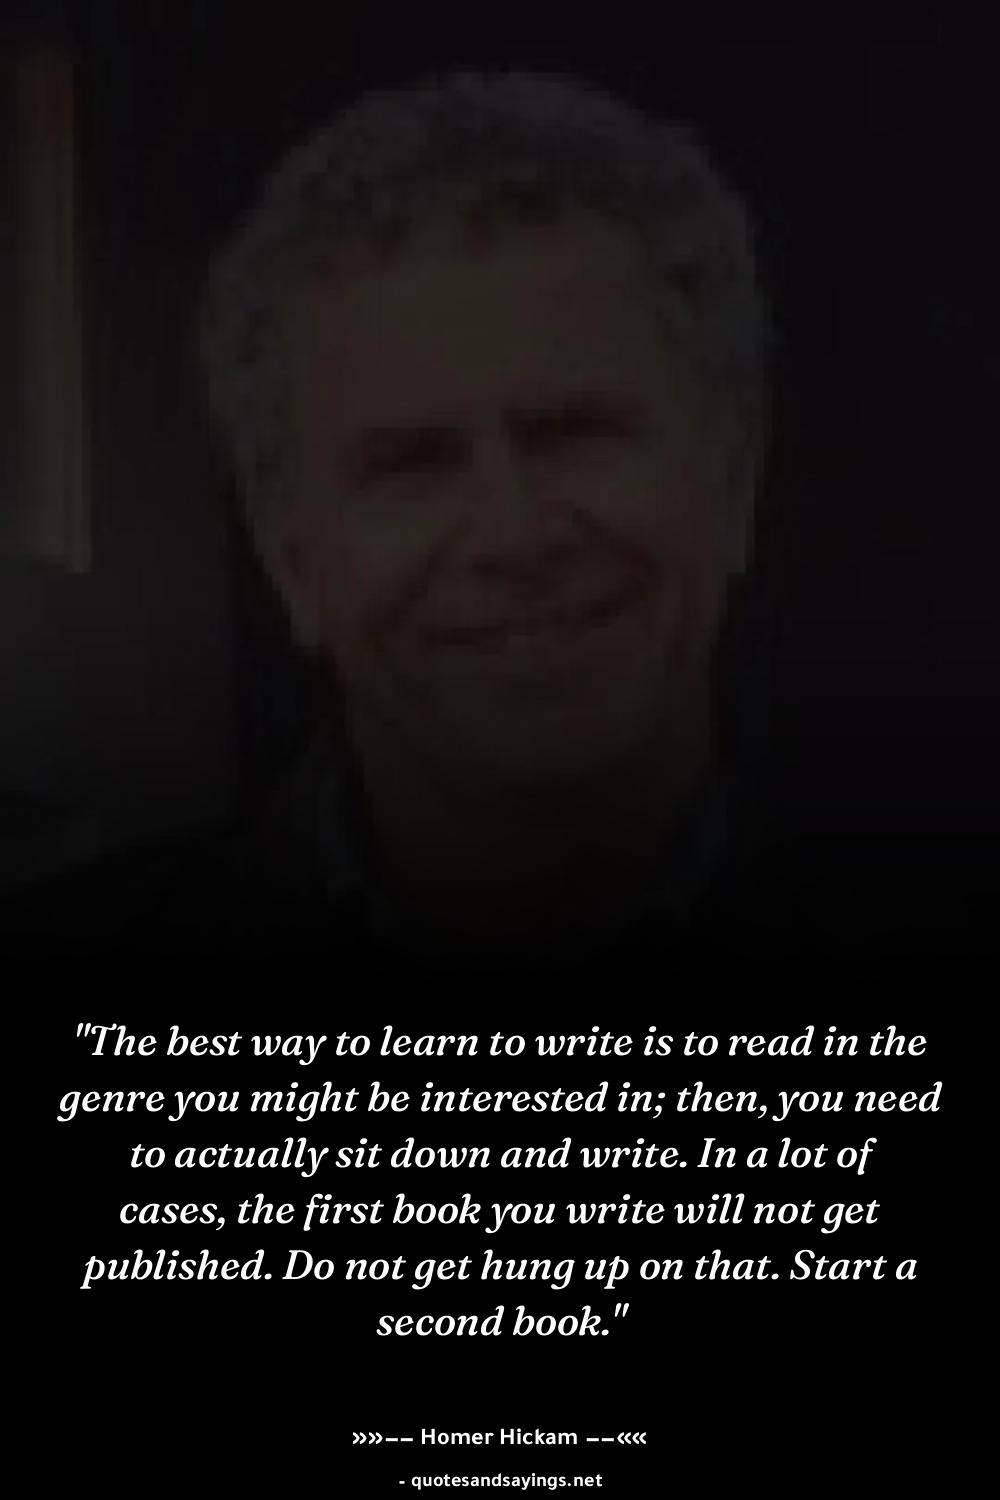 "The best way to learn to write is to read in the
genre you might be interested in; then, you need
to actually sit down and write. In a lot of
cases, the first book you write will not get
published. Do not get hung up on that. Start a
second book."
»»–– Homer Hickam ––««
- quotesandsayings.net